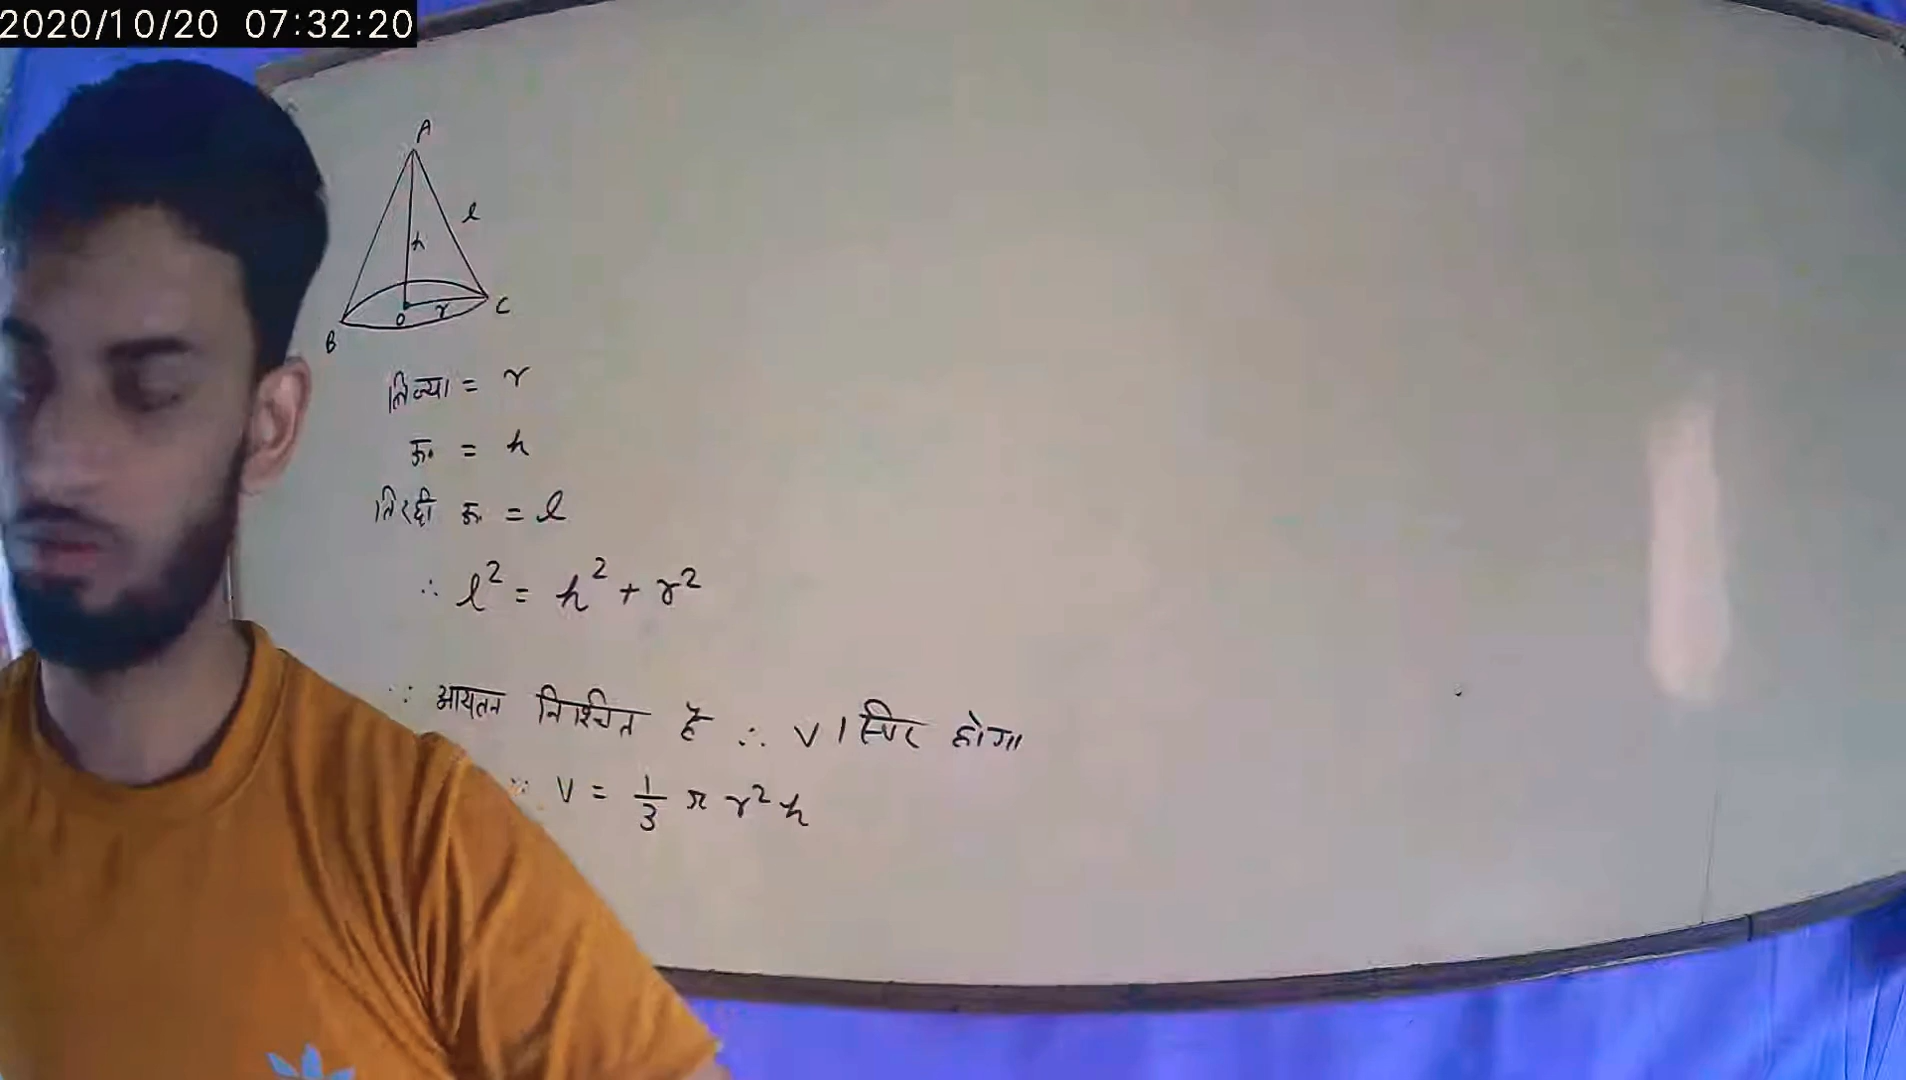 2020/10/20 07:32:20
A
l
h
r
O
C
B
त्रिज्या = r
ऊ. = h
तिरछी ऊ. = l
∴ l² = h² + r²
∵ आयतन निश्चित है ∴ V स्थिर होगा
∵ V = 1/3 π r² h